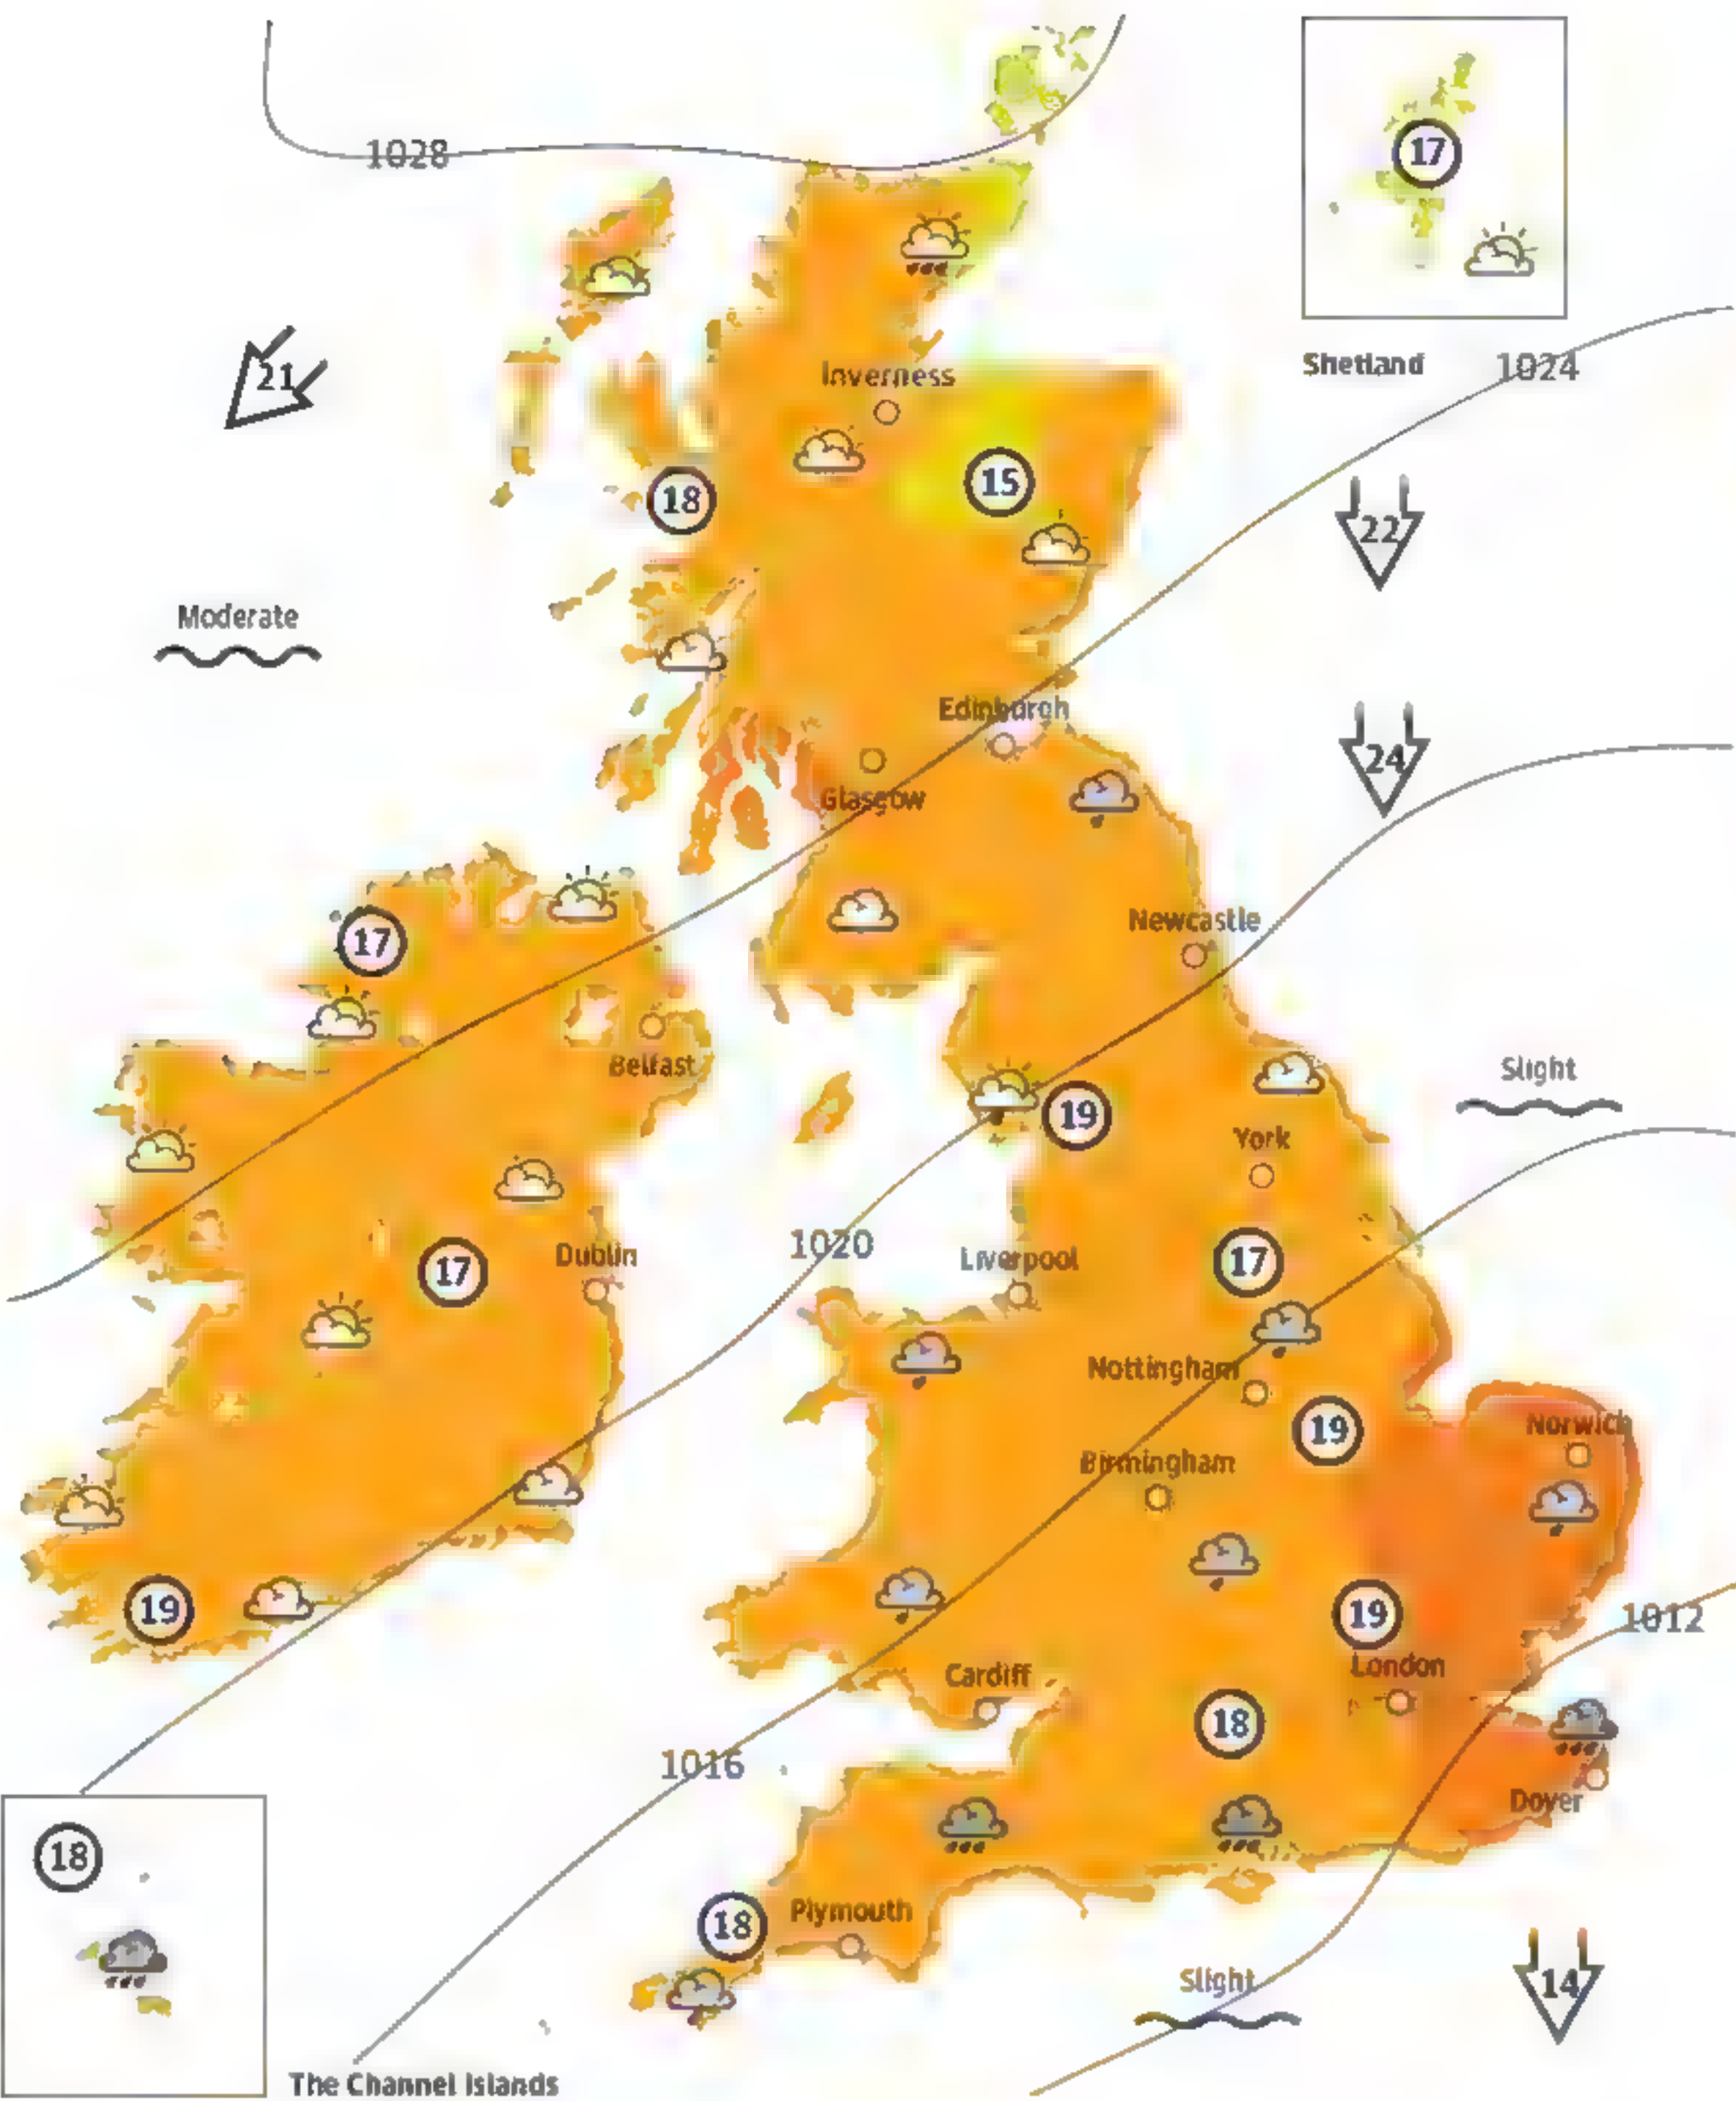 1028
17
21
Inverness
Shetland
1024
18
15
22
Moderate
Edinburgh
24
Glasgow
17
Newcastle
Belfast
Slight
19
York
1020
Dublin
Liverpool
17
17
Nottingham
Norwich
19
Birmingham
19
19
1012
London
Cardiff
18
1016
Dover
18
18
Plymouth
Slight
14
The Channel Islands